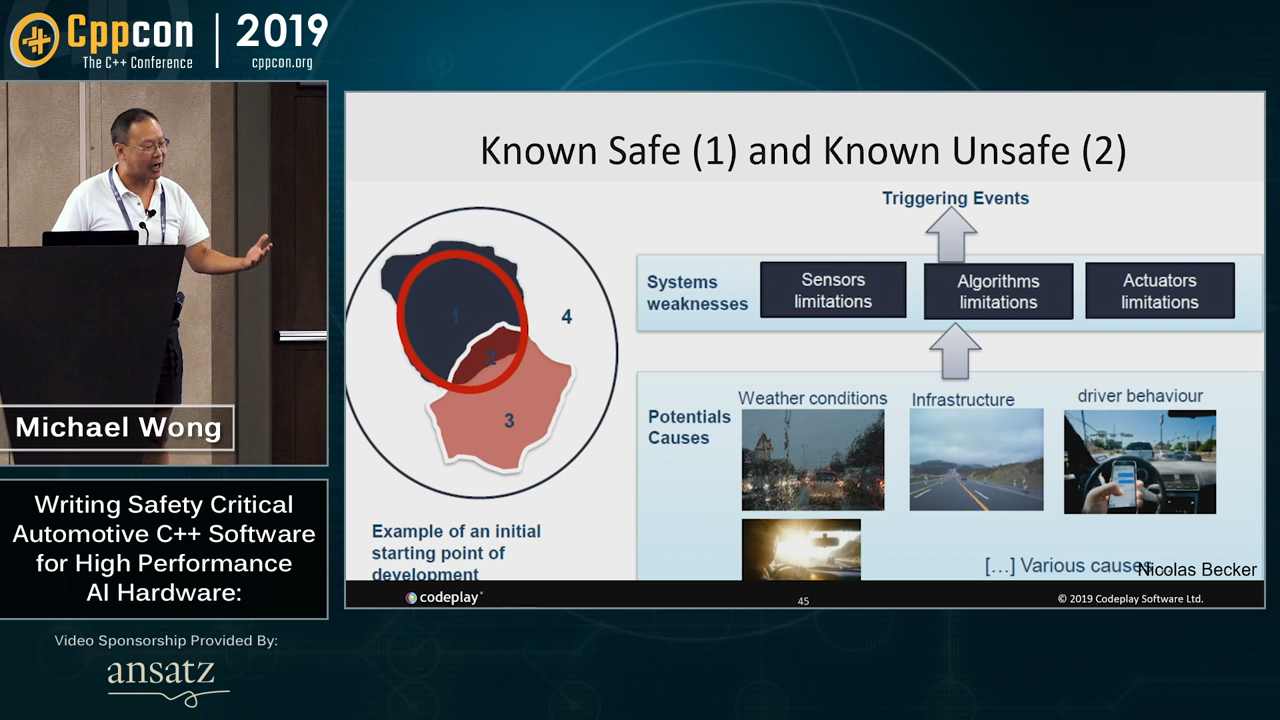 Cppcon
The C++ Conference
2019
cppcon.org
Michael Wong
Writing Safety Critical
Automotive C++ Software
for High Performance
AI Hardware:
Video Sponsorship Provided By:
ansatz
Known Safe (1) and Known Unsafe (2)
1
2
3
4
Example of an initial
starting point of
development
Triggering Events
Systems
weaknesses
Sensors
limitations
Algorithms
limitations
Actuators
limitations
Potentials
Causes
Weather conditions
Infrastructure
driver behaviour
[…] Various cause
Nicolas Becker
codeplay
45
© 2019 Codeplay Software Ltd.